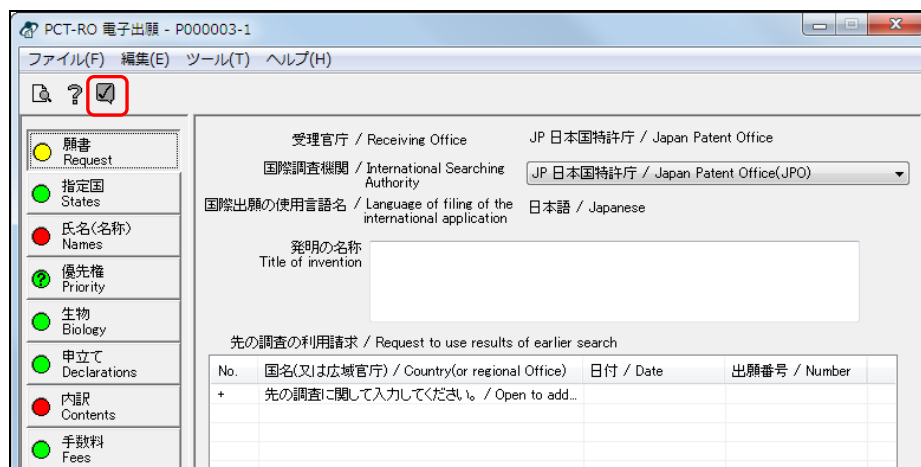 PCT-RO 電子出願 - P000003-1
ファイル(F) 編集(E) ツール(T) ヘルプ(H)
願書
Request
指定国
States
氏名(名称)
Names
優先権
Priority
生物
Biology
申立て
Declarations
内訳
Contents
手数料
Fees
受理官庁 / Receiving Office JP 日本国特許庁 / Japan Patent Office
国際調査機関 / International Searching
Authority
JP 日本国特許庁 / Japan Patent Office(JPO)
国際出願の使用言語名 / Language of filing of the
international application
日本語 / Japanese
発明の名称
Title of invention
先の調査の利用請求 / Request to use results of earlier search
No. 国名(又は広域官庁) / Country(or regional Office) 日付 / Date 出願番号 / Number
+ 先の調査に関して入力してください。 / Open to add...